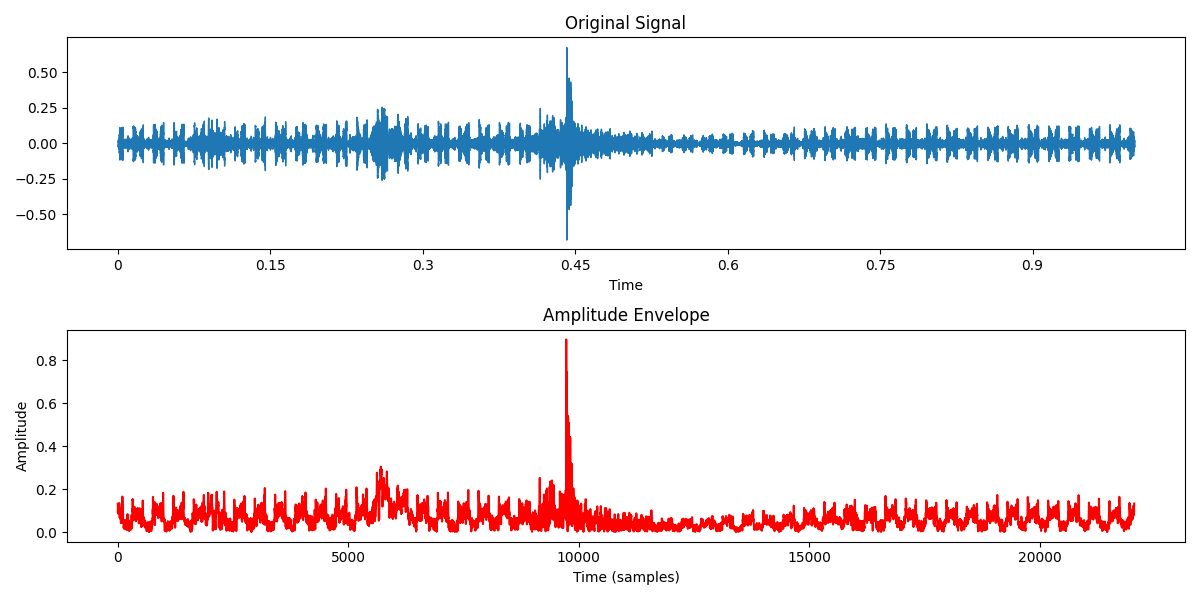 Original Signal
0.50
0.25
0.00
−0.25
−0.50
0 0.15 0.3 0.45 0.6 0.75 0.9
Time
Amplitude Envelope
Amplitude
0.8
0.6
0.4
0.2
0.0
0 5000 10000 15000 20000
Time (samples)